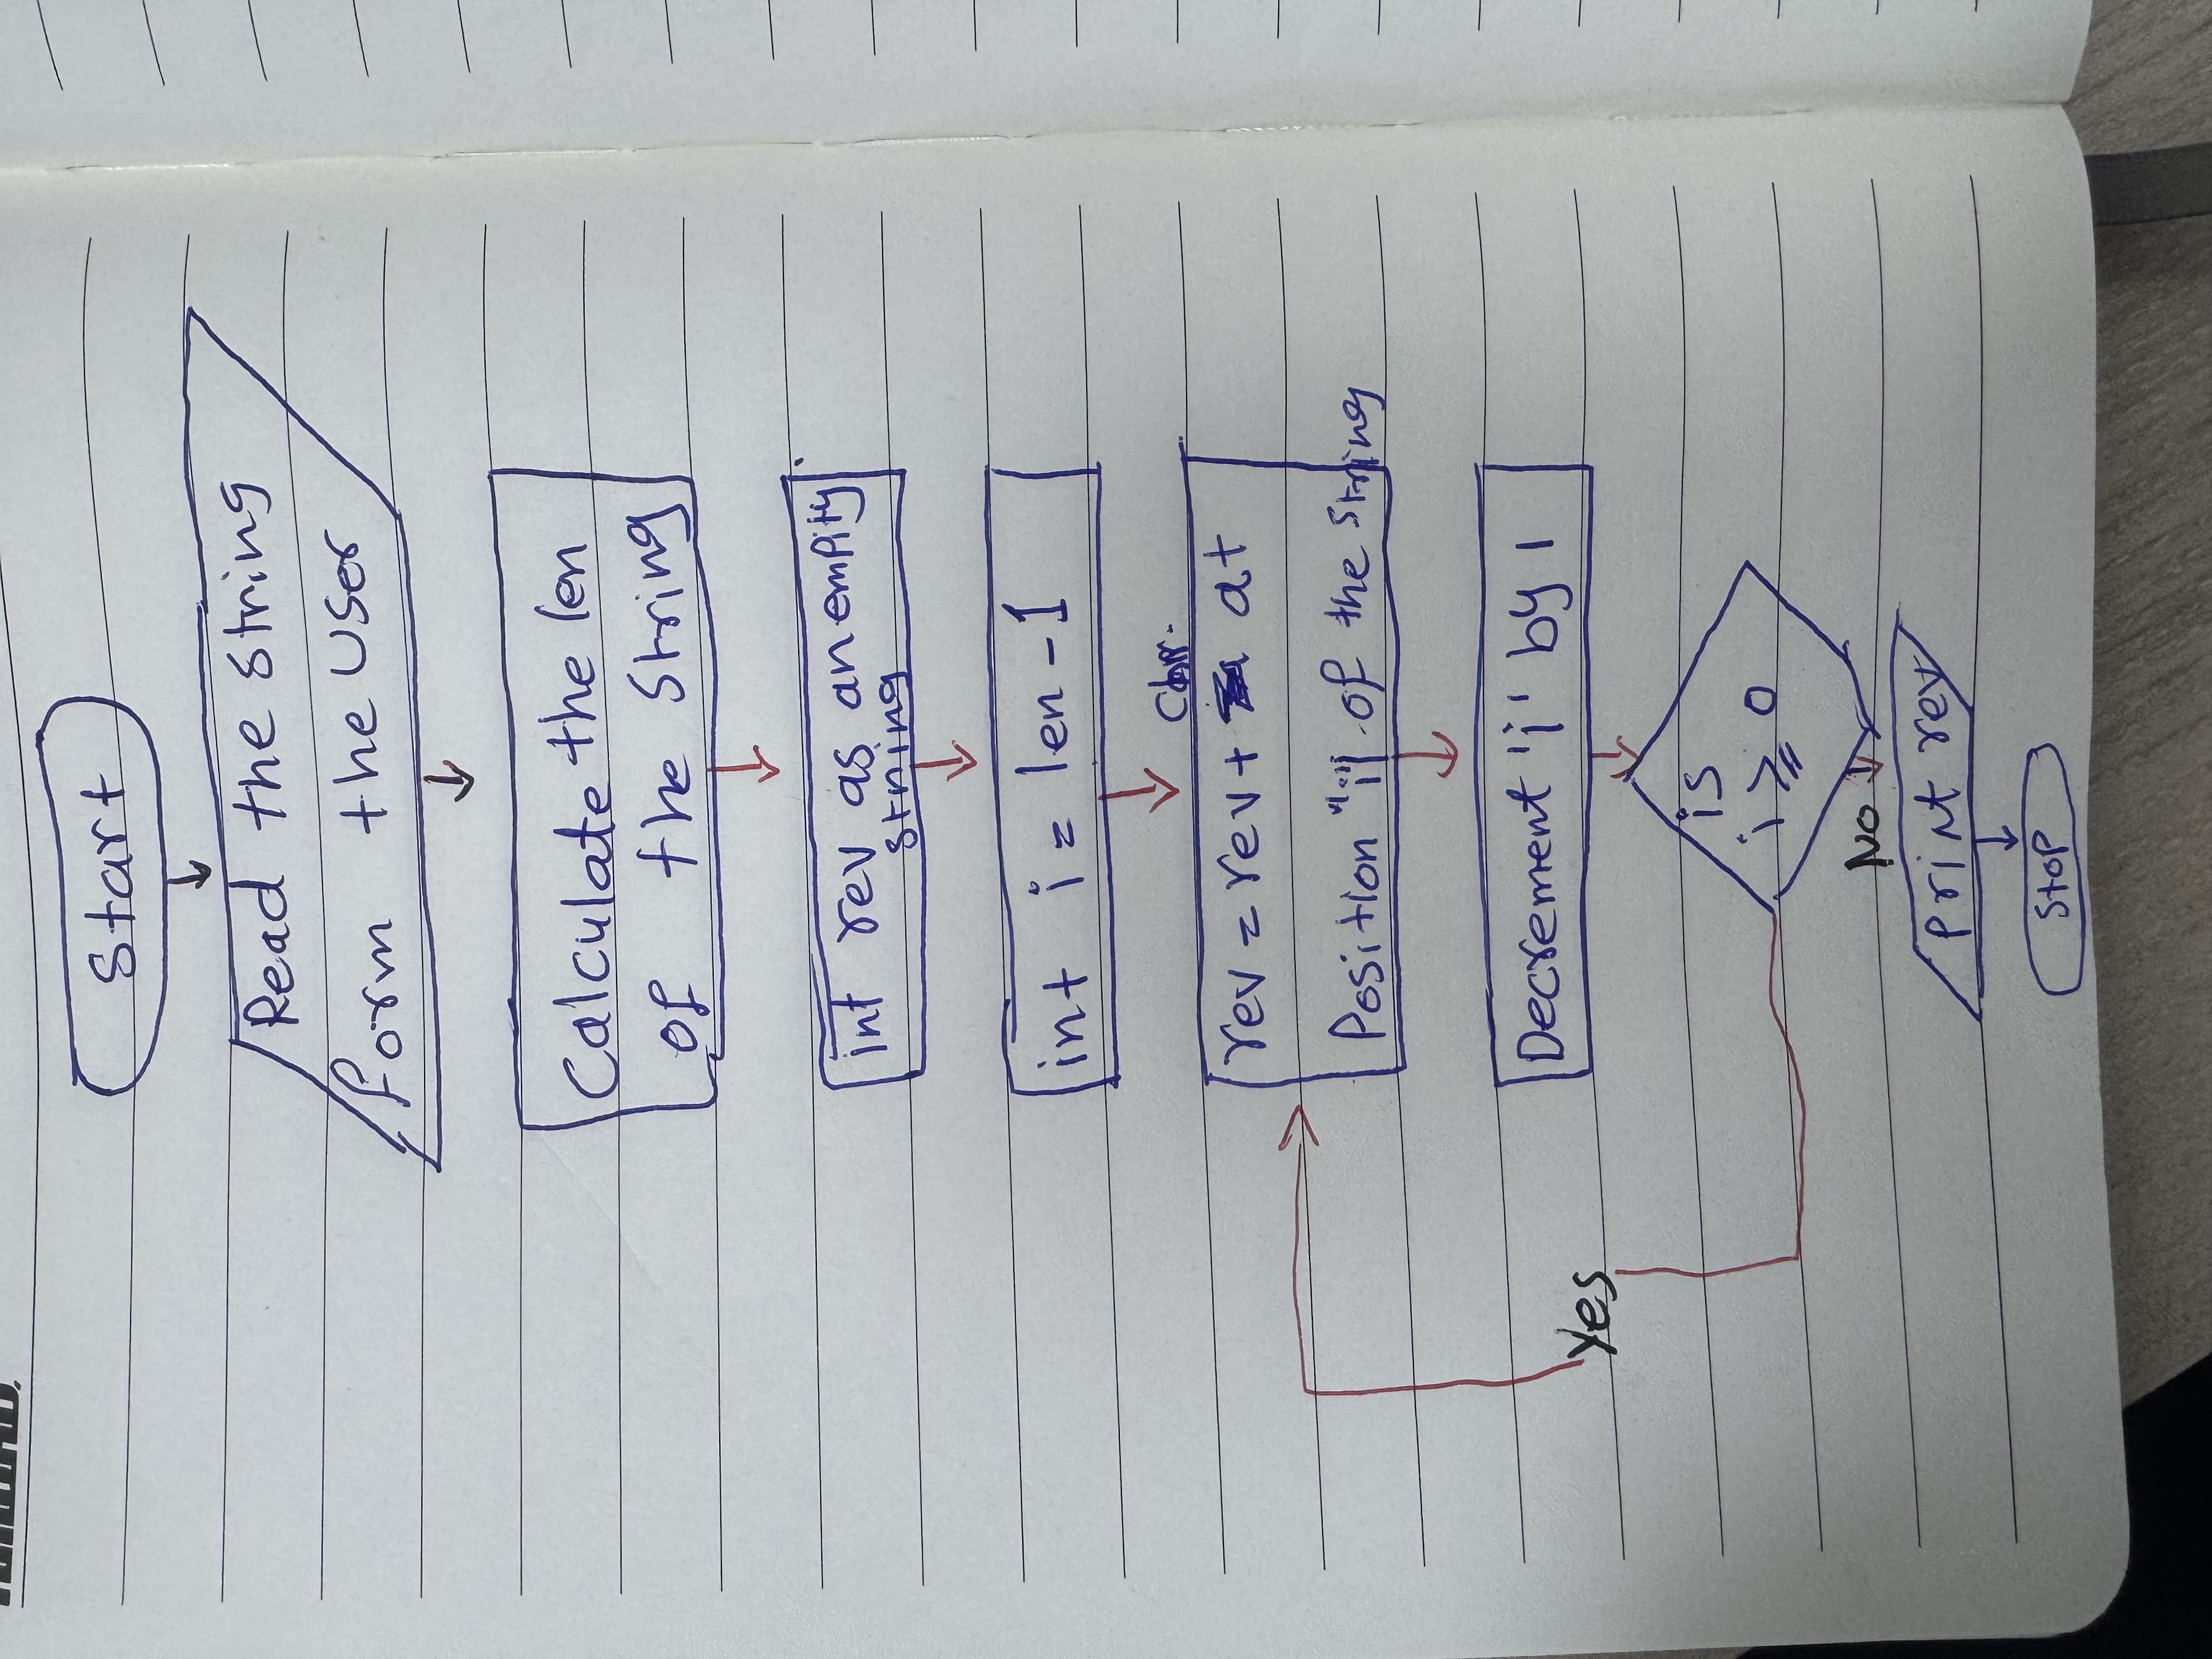 Start
Read the string
form the User
Calculate the len
of the String
int rev as an empity
string
int i = len -1
Char.
rev = rev + at
Position "i" of the String
Decrement 'i' by 1
Yes
is
i ≥ 0
No
Print rev
Stop